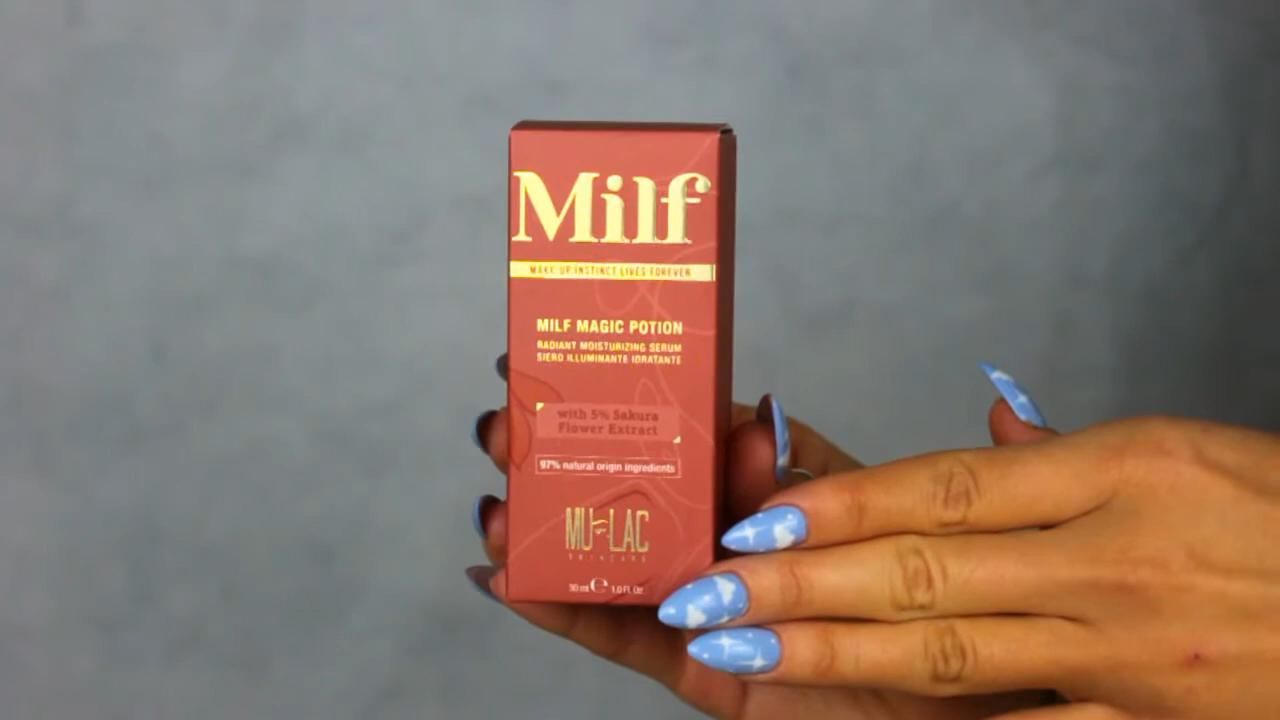 Milf
MAKE UP INSTINCT LIVES FOREVER
MILF MAGIC POTION
RADIANT MOISTURIZING SERUM
SIERO ILLUMINANTE IDRATANTE
with 5% Sakura
Flower Extract
97% natural origin ingredients
MU LAC
SKINCARE
30 ml ℮ 1.0 Fl. Oz